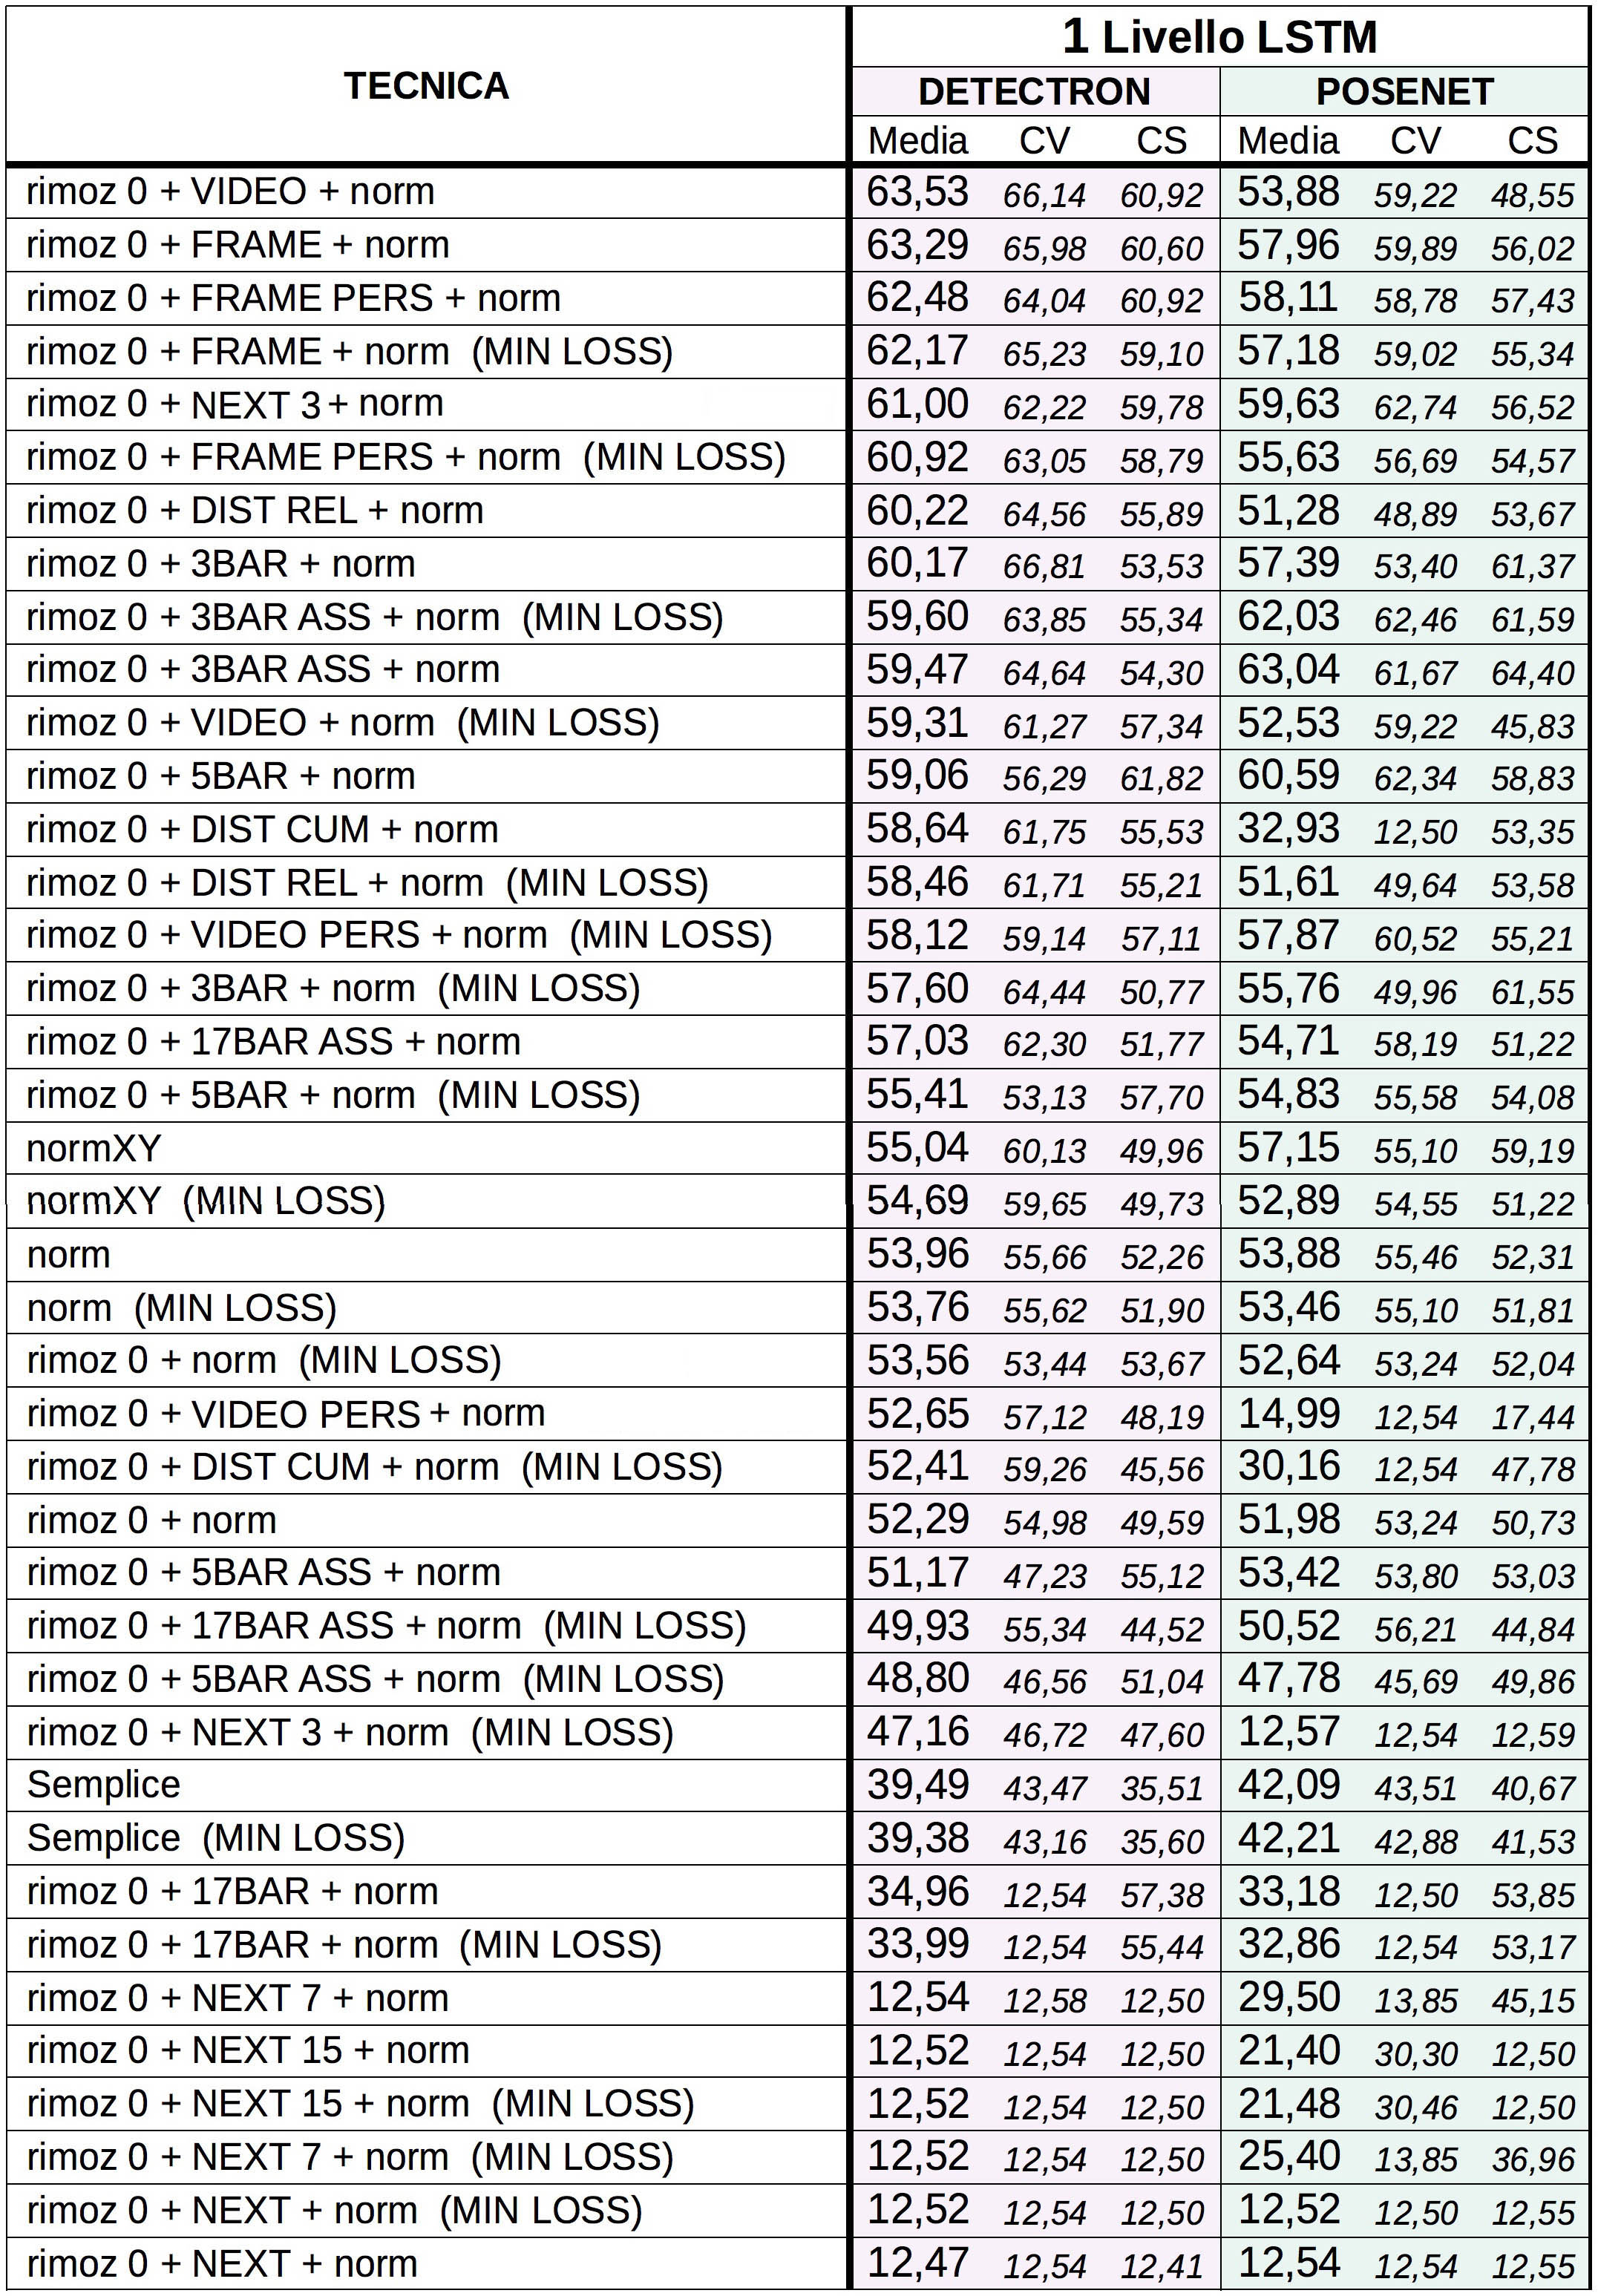 1 Livello LSTM
TECNICA
DETECTRON POSENET
Media CV CS Media CV CS
rimoz 0 + VIDEO + norm 63,53 66,14 60,92 53,88 59,22 48,55
rimoz 0 + FRAME + norm 63,29 65,98 60,60 57,96 59,89 56,02
rimoz 0 + FRAME PERS + norm 62,48 64,04 60,92 58,11 58,78 57,43
rimoz 0 + FRAME + norm (MIN LOSS) 62,17 65,23 59,10 57,18 59,02 55,34
rimoz 0 + NEXT 3 + norm 61,00 62,22 59,78 59,63 62,74 56,52
rimoz 0 + FRAME PERS + norm (MIN LOSS) 60,92 63,05 58,79 55,63 56,69 54,57
rimoz 0 + DIST REL + norm 60,22 64,56 55,89 51,28 48,89 53,67
rimoz 0 + 3BAR + norm 60,17 66,81 53,53 57,39 53,40 61,37
rimoz 0 + 3BAR ASS + norm (MIN LOSS) 59,60 63,85 55,34 62,03 62,46 61,59
rimoz 0 + 3BAR ASS + norm 59,47 64,64 54,30 63,04 61,67 64,40
rimoz 0 + VIDEO + norm (MIN LOSS) 59,31 61,27 57,34 52,53 59,22 45,83
rimoz 0 + 5BAR + norm 59,06 56,29 61,82 60,59 62,34 58,83
rimoz 0 + DIST CUM + norm 58,64 61,75 55,53 32,93 12,50 53,35
rimoz 0 + DIST REL + norm (MIN LOSS) 58,46 61,71 55,21 51,61 49,64 53,58
rimoz 0 + VIDEO PERS + norm (MIN LOSS) 58,12 59,14 57,11 57,87 60,52 55,21
rimoz 0 + 3BAR + norm (MIN LOSS) 57,60 64,44 50,77 55,76 49,96 61,55
rimoz 0 + 17BAR ASS + norm 57,03 62,30 51,77 54,71 58,19 51,22
rimoz 0 + 5BAR + norm (MIN LOSS) 55,41 53,13 57,70 54,83 55,58 54,08
normXY 55,04 60,13 49,96 57,15 55,10 59,19
normXY (MIN LOSS) 54,69 59,65 49,73 52,89 54,55 51,22
norm 53,96 55,66 52,26 53,88 55,46 52,31
norm (MIN LOSS) 53,76 55,62 51,90 53,46 55,10 51,81
rimoz 0 + norm (MIN LOSS) 53,56 53,44 53,67 52,64 53,24 52,04
rimoz 0 + VIDEO PERS + norm 52,65 57,12 48,19 14,99 12,54 17,44
rimoz 0 + DIST CUM + norm (MIN LOSS) 52,41 59,26 45,56 30,16 12,54 47,78
rimoz 0 + norm 52,29 54,98 49,59 51,98 53,24 50,73
rimoz 0 + 5BAR ASS + norm 51,17 47,23 55,12 53,42 53,80 53,03
rimoz 0 + 17BAR ASS + norm (MIN LOSS) 49,93 55,34 44,52 50,52 56,21 44,84
rimoz 0 + 5BAR ASS + norm (MIN LOSS) 48,80 46,56 51,04 47,78 45,69 49,86
rimoz 0 + NEXT 3 + norm (MIN LOSS) 47,16 46,72 47,60 12,57 12,54 12,59
Semplice 39,49 43,47 35,51 42,09 43,51 40,67
Semplice (MIN LOSS) 39,38 43,16 35,60 42,21 42,88 41,53
rimoz 0 + 17BAR + norm 34,96 12,54 57,38 33,18 12,50 53,85
rimoz 0 + 17BAR + norm (MIN LOSS) 33,99 12,54 55,44 32,86 12,54 53,17
rimoz 0 + NEXT 7 + norm 12,54 12,58 12,50 29,50 13,85 45,15
rimoz 0 + NEXT 15 + norm 12,52 12,54 12,50 21,40 30,30 12,50
rimoz 0 + NEXT 15 + norm (MIN LOSS) 12,52 12,54 12,50 21,48 30,46 12,50
rimoz 0 + NEXT 7 + norm (MIN LOSS) 12,52 12,54 12,50 25,40 13,85 36,96
rimoz 0 + NEXT + norm (MIN LOSS) 12,52 12,54 12,50 12,52 12,50 12,55
rimoz 0 + NEXT + norm 12,47 12,54 12,41 12,54 12,54 12,55